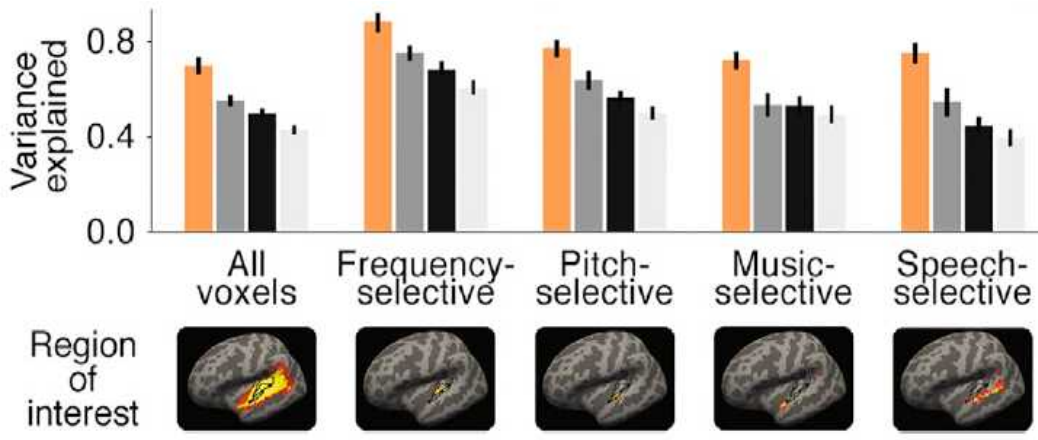 Variance
explained
0.8
0.4
0.0
All
voxels
Frequency-
selective
Pitch-
selective
Music-
selective
Speech-
selective
Region
of
interest